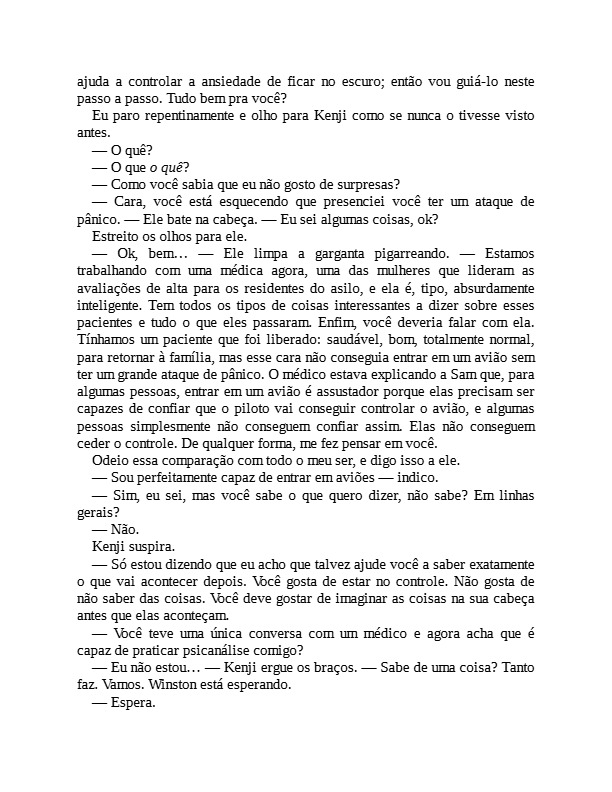 ajuda a controlar a ansiedade de ficar no escuro; então vou guiá-lo neste
passo a passo. Tudo bem pra você?
Eu paro repentinamente e olho para Kenji como se nunca o tivesse visto
antes.
— O quê?
— O que o quê?
— Como você sabia que eu não gosto de surpresas?
— Cara, você está esquecendo que presenciei você ter um ataque de
pânico. — Ele bate na cabeça. — Eu sei algumas coisas, ok?
Estreito os olhos para ele.
— Ok, bem… — Ele limpa a garganta pigarreando. — Estamos
trabalhando com uma médica agora, uma das mulheres que lideram as
avaliações de alta para os residentes do asilo, e ela é, tipo, absurdamente
inteligente. Tem todos os tipos de coisas interessantes a dizer sobre esses
pacientes e tudo o que eles passaram. Enfim, você deveria falar com ela.
Tínhamos um paciente que foi liberado: saudável, bom, totalmente normal,
para retornar à família, mas esse cara não conseguia entrar em um avião sem
ter um grande ataque de pânico. O médico estava explicando a Sam que, para
algumas pessoas, entrar em um avião é assustador porque elas precisam ser
capazes de confiar que o piloto vai conseguir controlar o avião, e algumas
pessoas simplesmente não conseguem confiar assim. Elas não conseguem
ceder o controle. De qualquer forma, me fez pensar em você.
Odeio essa comparação com todo o meu ser, e digo isso a ele.
— Sou perfeitamente capaz de entrar em aviões — indico.
— Sim, eu sei, mas você sabe o que quero dizer, não sabe? Em linhas
gerais?
— Não.
Kenji suspira.
— Só estou dizendo que eu acho que talvez ajude você a saber exatamente
o que vai acontecer depois. Você gosta de estar no controle. Não gosta de
não saber das coisas. Você deve gostar de imaginar as coisas na sua cabeça
antes que elas aconteçam.
— Você teve uma única conversa com um médico e agora acha que é
capaz de praticar psicanálise comigo?
— Eu não estou… — Kenji ergue os braços. — Sabe de uma coisa? Tanto
faz. Vamos. Winston está esperando.
— Espera.